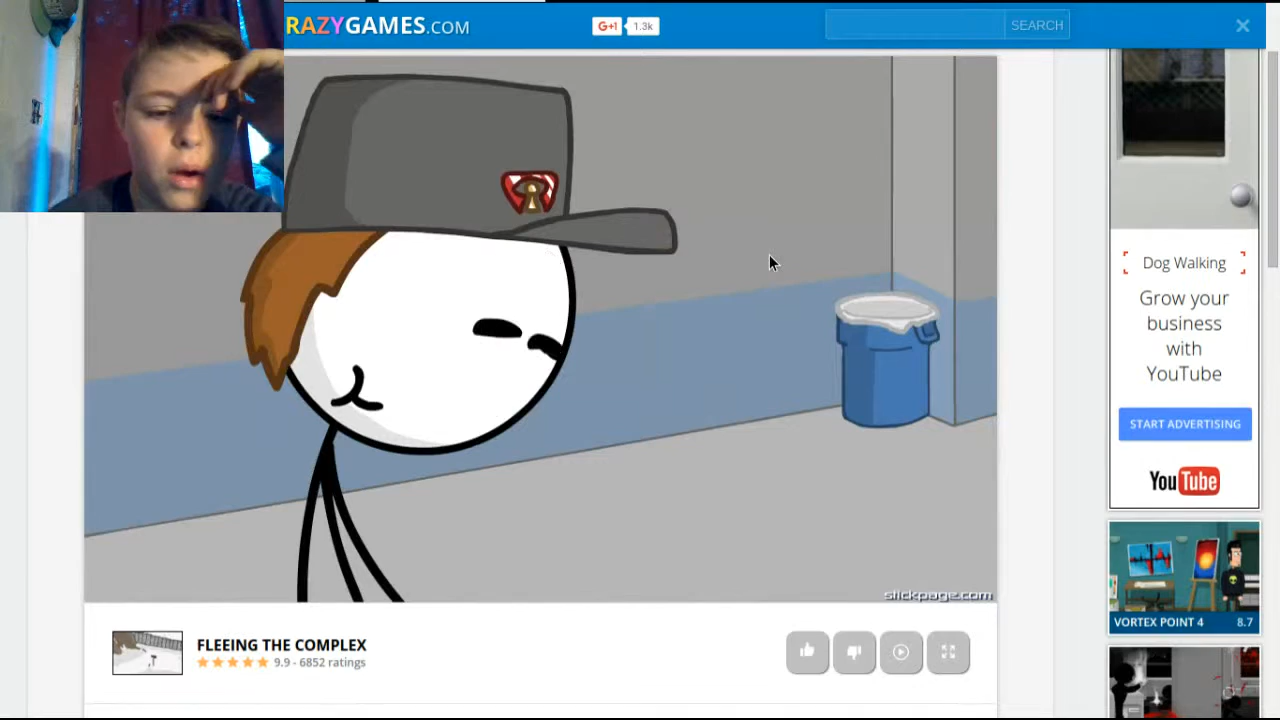 RAZYGAMES.COM
G+1 1.3k
SEARCH
Dog Walking
Grow your
business
with
YouTube
START ADVERTISING
YouTube
stickpage.com
FLEEING THE COMPLEX
9.9 - 6852 ratings
VORTEX POINT 4 8.7